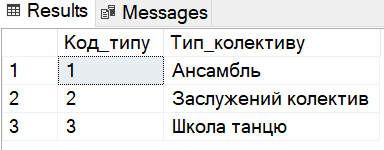 Results Messages
Код_типу Тип_колективу
1 1 Ансамбль
2 2 Заслужений колектив
3 3 Школа танцю